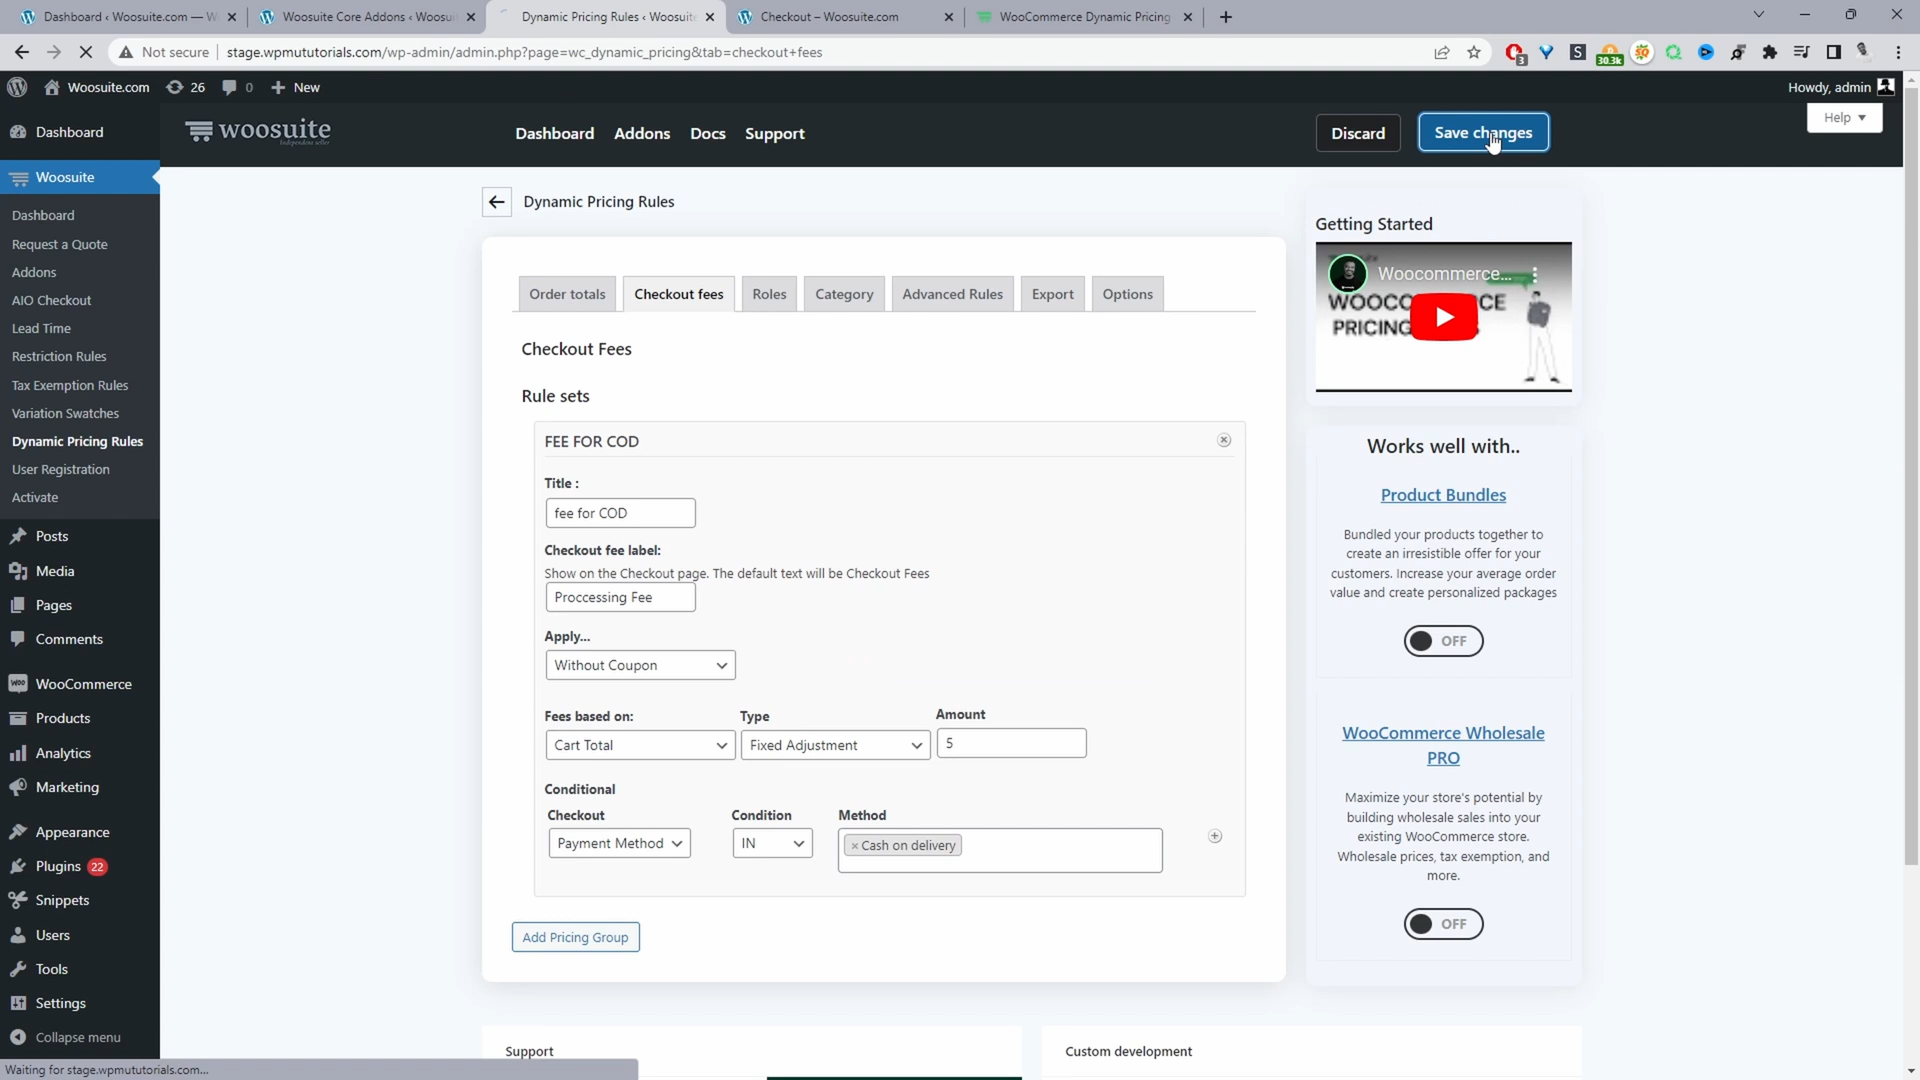 Dashboard ‹ Woosuite.com — W
Woosuite Core Addons ‹ Woosui
Dynamic Pricing Rules ‹ Woosuit
Checkout – Woosuite.com
WooCommerce Dynamic Pricing
Not secure
stage.wpmututorials.com/wp-admin/admin.php?page=wc_dynamic_pricing&tab=checkout+fees
3
S
30.3k
Woosuite.com
26
0
New
Howdy, admin
woosuite
Dashboard
Addons
Docs
Support
Discard
Save changes
Help
Dashboard
Woosuite
Dashboard
Request a Quote
Addons
AIO Checkout
Lead Time
Restriction Rules
Tax Exemption Rules
Variation Swatches
Dynamic Pricing Rules
User Registration
Activate
Posts
Media
Pages
Comments
WooCommerce
Products
Analytics
Marketing
Appearance
Plugins 22
Snippets
Users
Tools
Settings
Collapse menu
Waiting for stage.wpmututorials.com...
Dynamic Pricing Rules
Order totals
Checkout fees
Roles
Category
Advanced Rules
Export
Options
Checkout Fees
Rule sets
FEE FOR COD
Title :
fee for COD
Checkout fee label:
Show on the Checkout page. The default text will be Checkout Fees
Proccessing Fee
Apply...
Without Coupon
Fees based on:
Type
Amount
Cart Total
Fixed Adjustment
5
Conditional
Checkout
Condition
Method
Payment Method
IN
× Cash on delivery
Add Pricing Group
Support
Custom development
Getting Started
Woocommerce...
WOOCO CE
PRICING S
Works well with..
Product Bundles
Bundled your products together to
create an irresistible offer for your
customers. Increase your average order
value and create personalized packages
OFF
WooCommerce Wholesale
PRO
Maximize your store's potential by
building wholesale sales into your
existing WooCommerce store.
Wholesale prices, tax exemption, and
more.
OFF